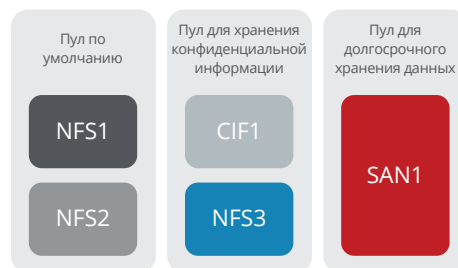 Пул по
умолчанию
NFS1
NFS2
Пул для хранения
конфиденциальной
информации
CIF1
NFS3
Пул для
долгосрочного
хранения данных
SAN1